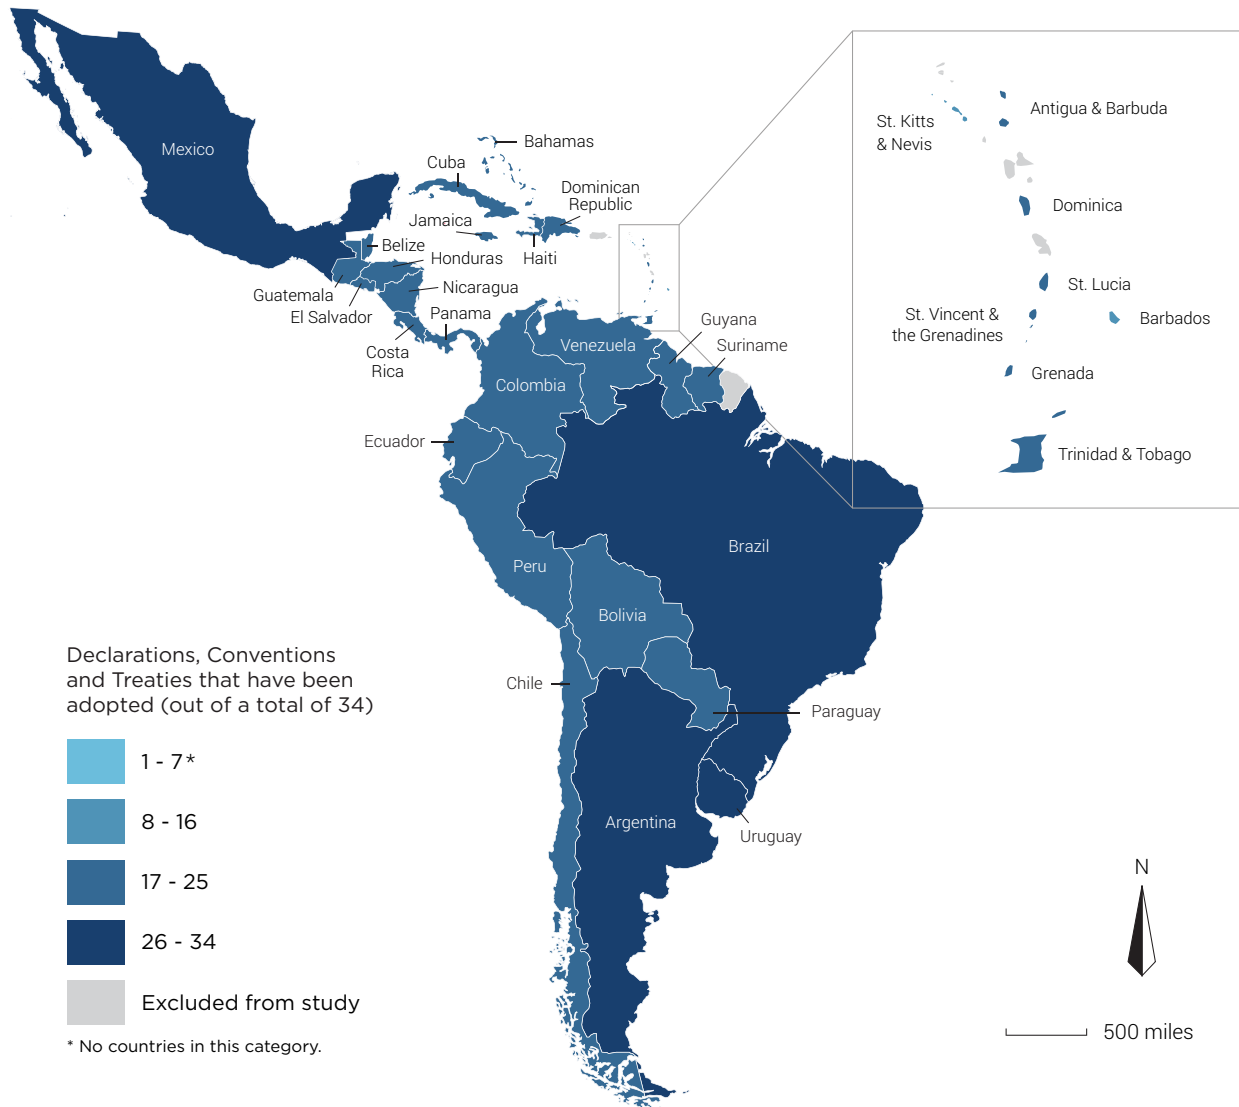 Mexico
Bahamas
Cuba
Dominican
Republic
Jamaica
Haiti
Belize
Honduras
Guatemala
Nicaragua
El Salvador
Panama
Costa
Rica
Guyana
Suriname
Venezuela
Colombia
Ecuador
Brazil
Peru
Bolivia
Chile
Paraguay
Argentina
Uruguay
St. Kitts
& Nevis
Antigua & Barbuda
Dominica
St. Lucia
St. Vincent &
the Grenadines
Barbados
Grenada
Trinidad & Tobago
Declarations, Conventions
and Treaties that have been
adopted (out of a total of 34)
1 - 7*
8 - 16
17 - 25
26 - 34
Excluded from study
* No countries in this category.
N
500 miles